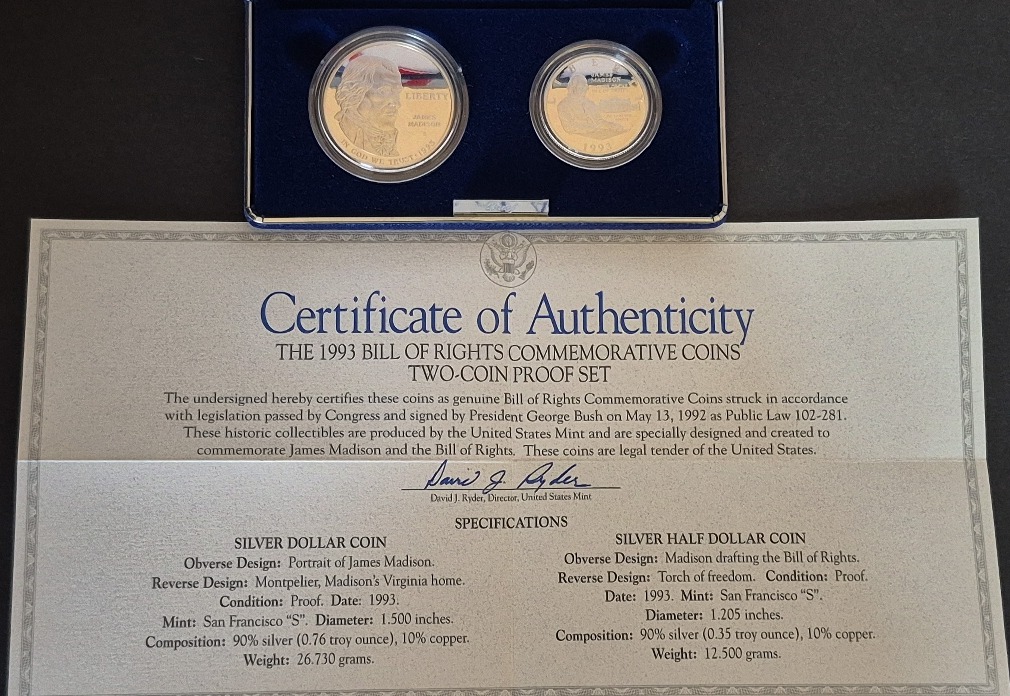 LIBERTY
JAMES
MADISON
IN GOD WE TRUST 1993
JAMES
MADISON
1993
Certificate of Authenticity
THE 1993 BILL OF RIGHTS COMMEMORATIVE COINS
TWO-COIN PROOF SET
The undersigned hereby certifies these coins as genuine Bill of Rights Commemorative Coins struck in accordance
with legislation passed by Congress and signed by President George Bush on May 13, 1992 as Public Law 102-281.
These historic collectibles are produced by the United States Mint and are specially designed and created to
commemorate James Madison and the Bill of Rights. These coins are legal tender of the United States.
David J. Ryder
David J. Ryder, Director, United States Mint
SPECIFICATIONS
SILVER DOLLAR COIN
Obverse Design: Portrait of James Madison.
Reverse Design: Montpelier, Madison's Virginia home.
Condition: Proof. Date: 1993.
Mint: San Francisco "S". Diameter: 1.500 inches.
Composition: 90% silver (0.76 troy ounce), 10% copper.
Weight: 26.730 grams.
SILVER HALF DOLLAR COIN
Obverse Design: Madison drafting the Bill of Rights.
Reverse Design: Torch of freedom. Condition: Proof.
Date: 1993. Mint: San Francisco "S".
Diameter: 1.205 inches.
Composition: 90% silver (0.35 troy ounce), 10% copper.
Weight: 12.500 grams.